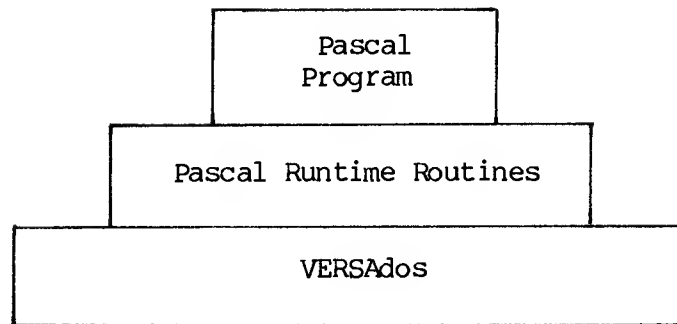 Pascal
Program
Pascal Runtime Routines
VERSAdos